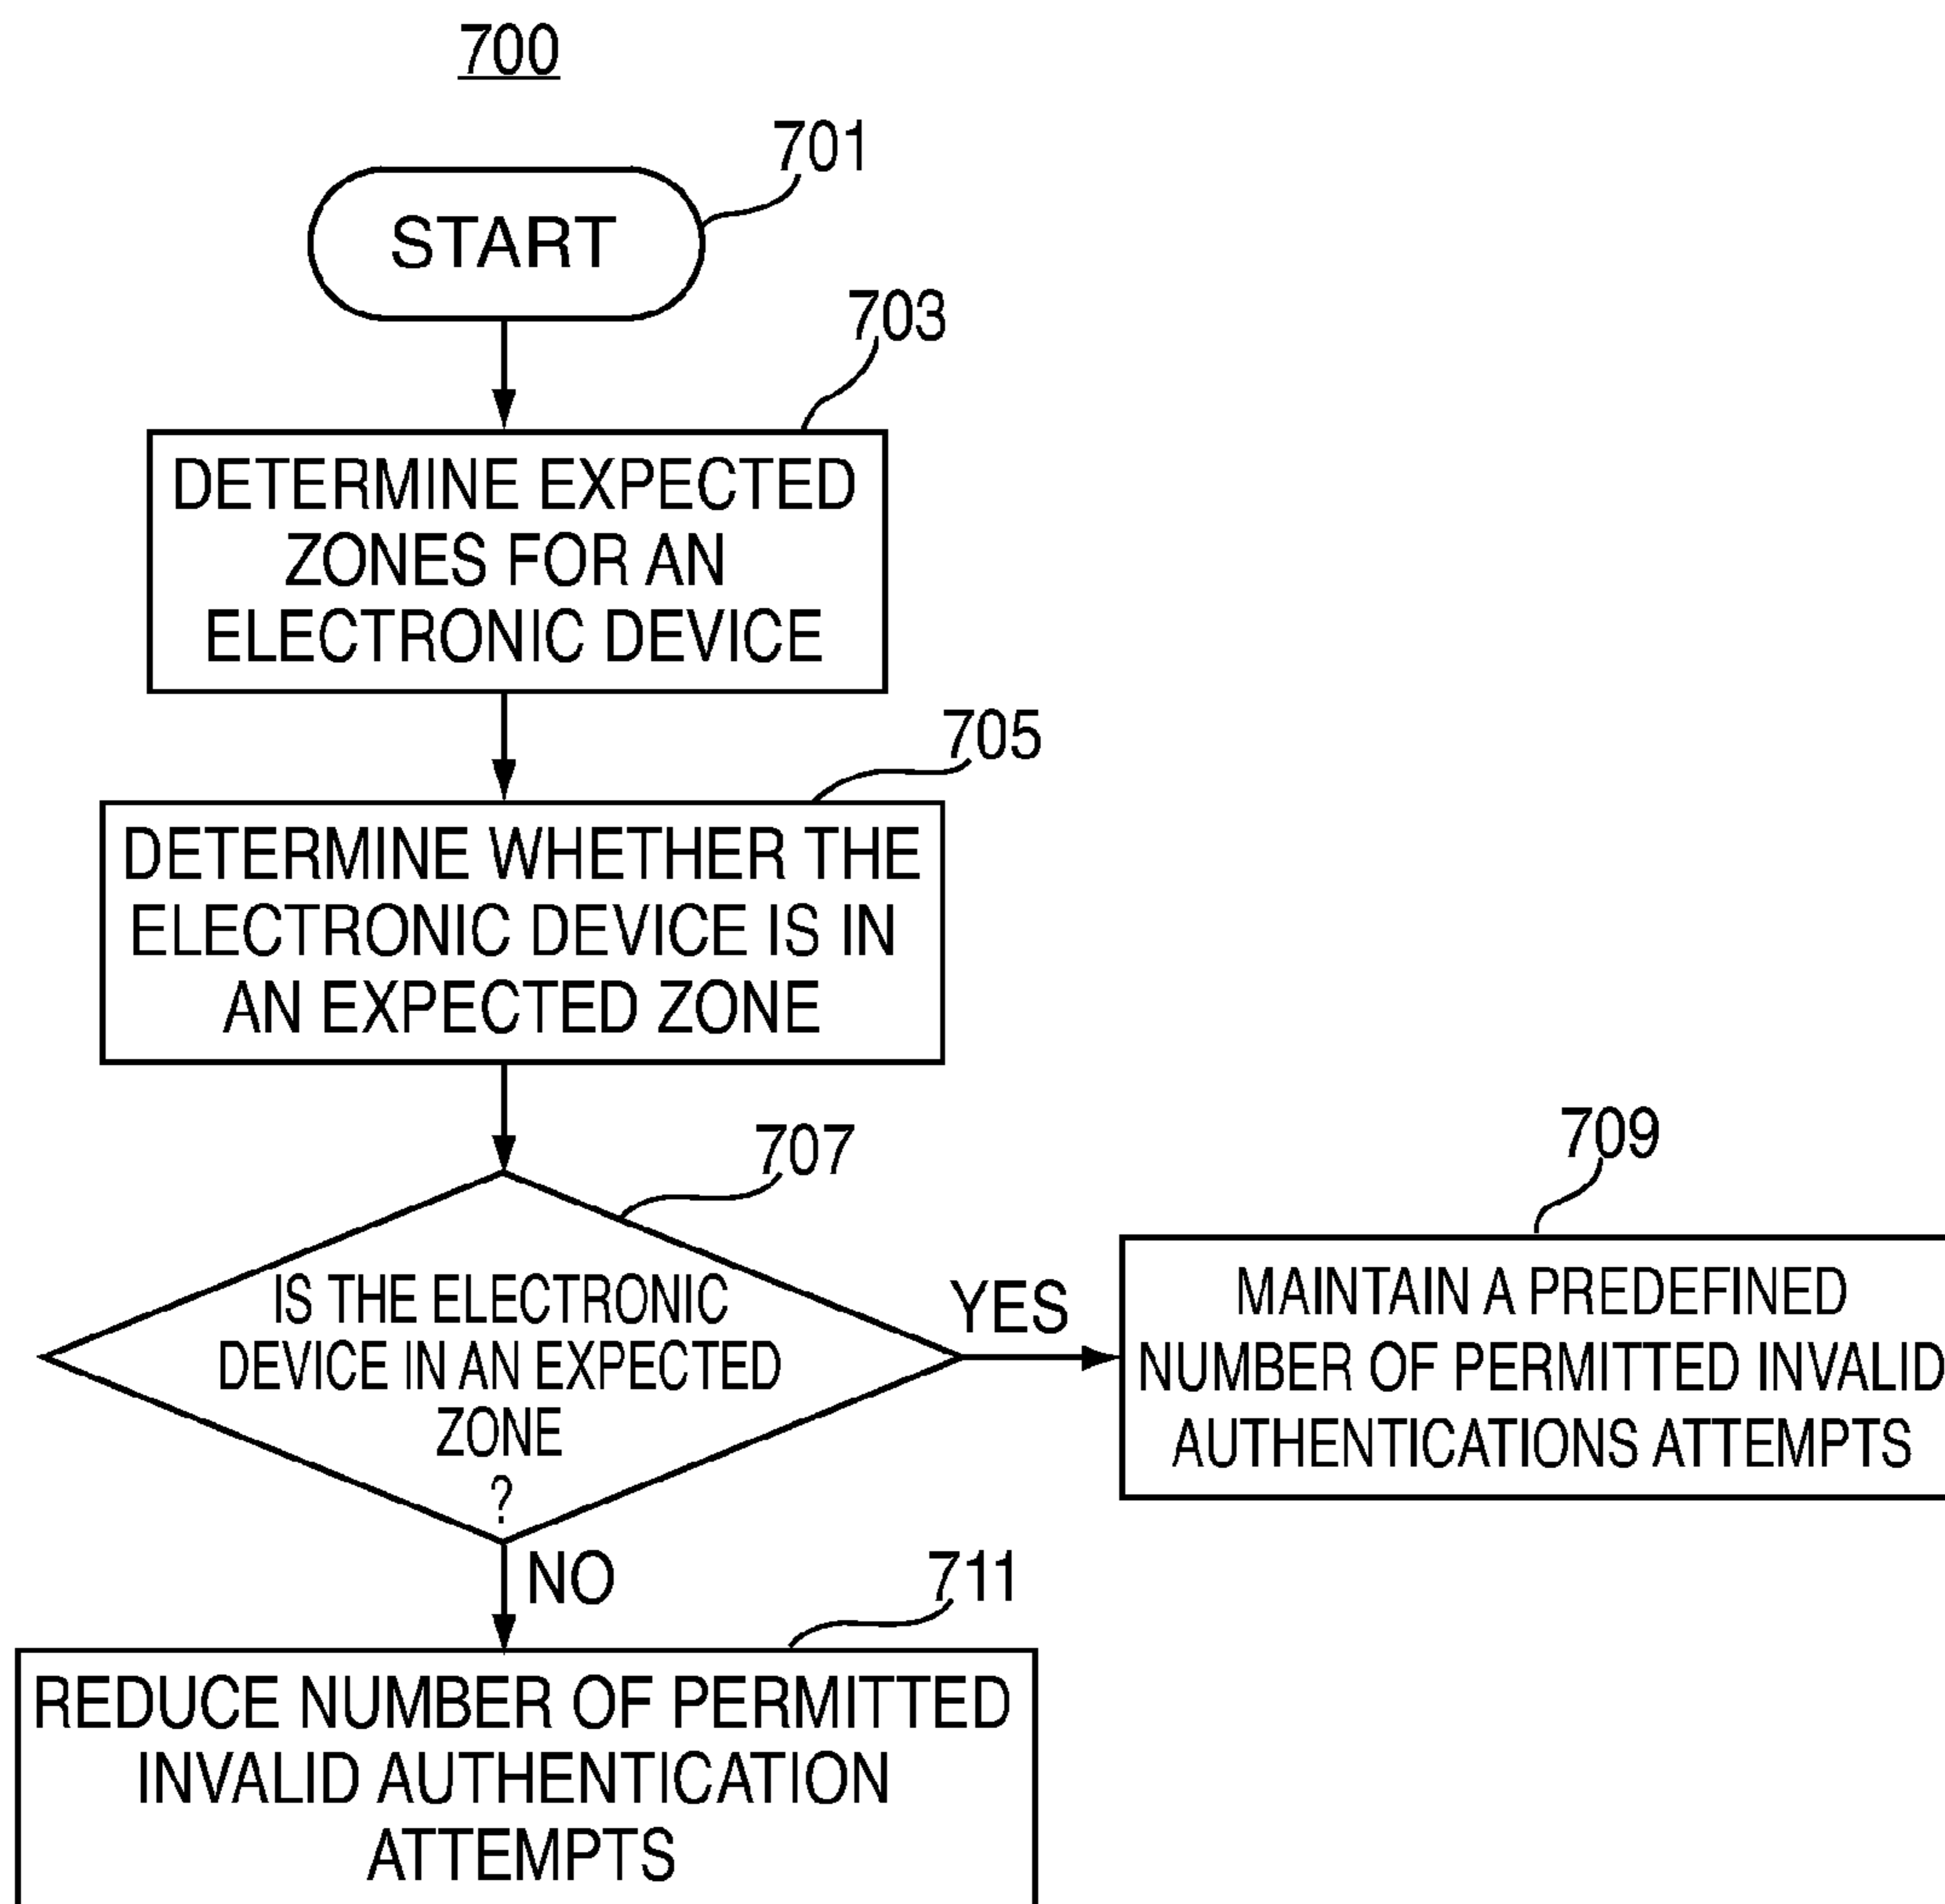 700
701
START
703
DETERMINE EXPECTED
ZONES FOR AN
ELECTRONIC DEVICE
705
DETERMINE WHETHER THE
ELECTRONIC DEVICE IS IN
AN EXPECTED ZONE
707
IS THE ELECTRONIC
DEVICE IN AN EXPECTED
ZONE
?
YES
709
MAINTAIN A PREDEFINED
NUMBER OF PERMITTED INVALID
AUTHENTICATIONS ATTEMPTS
NO
711
REDUCE NUMBER OF PERMITTED
INVALID AUTHENTICATION
ATTEMPTS